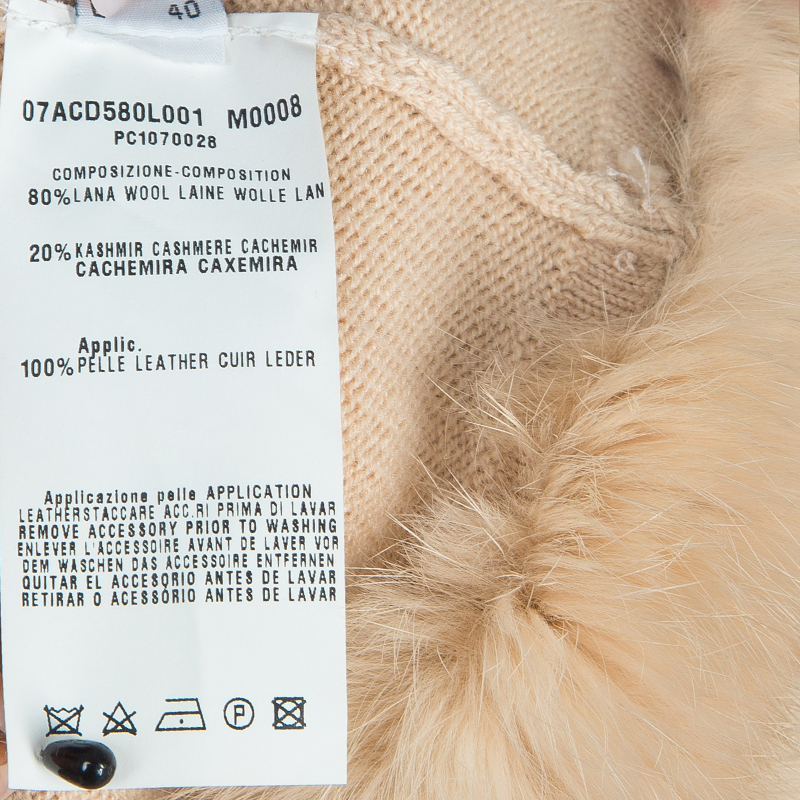 40
07ACD580L001 M0008
PC1070028
COMPOSIZIONE-COMPOSITION
80%LANA WOOL LAINE WOLLE LAN
20%KASHMIR CASHMERE CACHEMIR
CACHEMIRA CAXEMIRA
Applic.
100%PELLE LEATHER CUIR LEDER
Applicazione pelle APPLICATION
LEATHERSTACCARE ACC.RI PRIMA DI LAVAR
REMOVE ACCESSORY PRIOR TO WASHING
ENLEVER L'ACCESSOIRE AVANT DE LAVER VOR
DEM WASCHEN DAS ACCESSOIRE ENTFERNEN
QUITAR EL ACCESORIO ANTES DE LAVAR
RETIRAR O ACESSÓRIO ANTES DE LAVAR
P